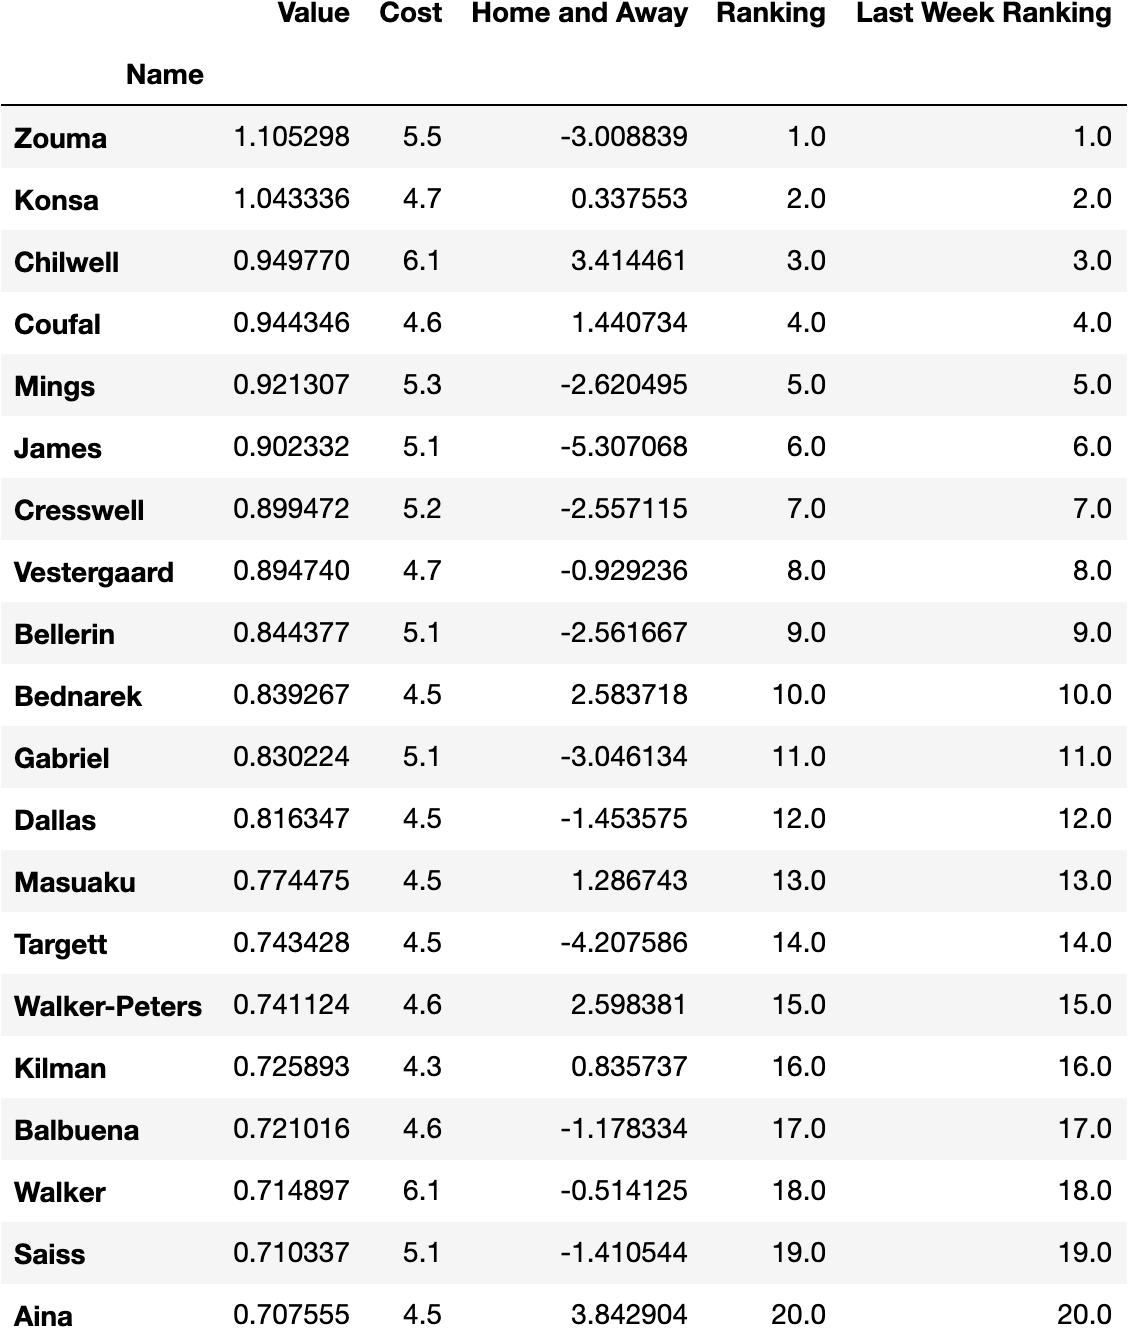 Value Cost Home and Away Ranking Last Week Ranking
Name
Zouma 1.105298 5.5 -3.008839 1.0 1.0
Konsa 1.043336 4.7 0.337553 2.0 2.0
Chilwell 0.949770 6.1 3.414461 3.0 3.0
Coufal 0.944346 4.6 1.440734 4.0 4.0
Mings 0.921307 5.3 -2.620495 5.0 5.0
James 0.902332 5.1 -5.307068 6.0 6.0
Cresswell 0.899472 5.2 -2.557115 7.0 7.0
Vestergaard 0.894740 4.7 -0.929236 8.0 8.0
Bellerin 0.844377 5.1 -2.561667 9.0 9.0
Bednarek 0.839267 4.5 2.583718 10.0 10.0
Gabriel 0.830224 5.1 -3.046134 11.0 11.0
Dallas 0.816347 4.5 -1.453575 12.0 12.0
Masuaku 0.774475 4.5 1.286743 13.0 13.0
Targett 0.743428 4.5 -4.207586 14.0 14.0
Walker-Peters 0.741124 4.6 2.598381 15.0 15.0
Kilman 0.725893 4.3 0.835737 16.0 16.0
Balbuena 0.721016 4.6 -1.178334 17.0 17.0
Walker 0.714897 6.1 -0.514125 18.0 18.0
Saiss 0.710337 5.1 -1.410544 19.0 19.0
Aina 0.707555 4.5 3.842904 20.0 20.0